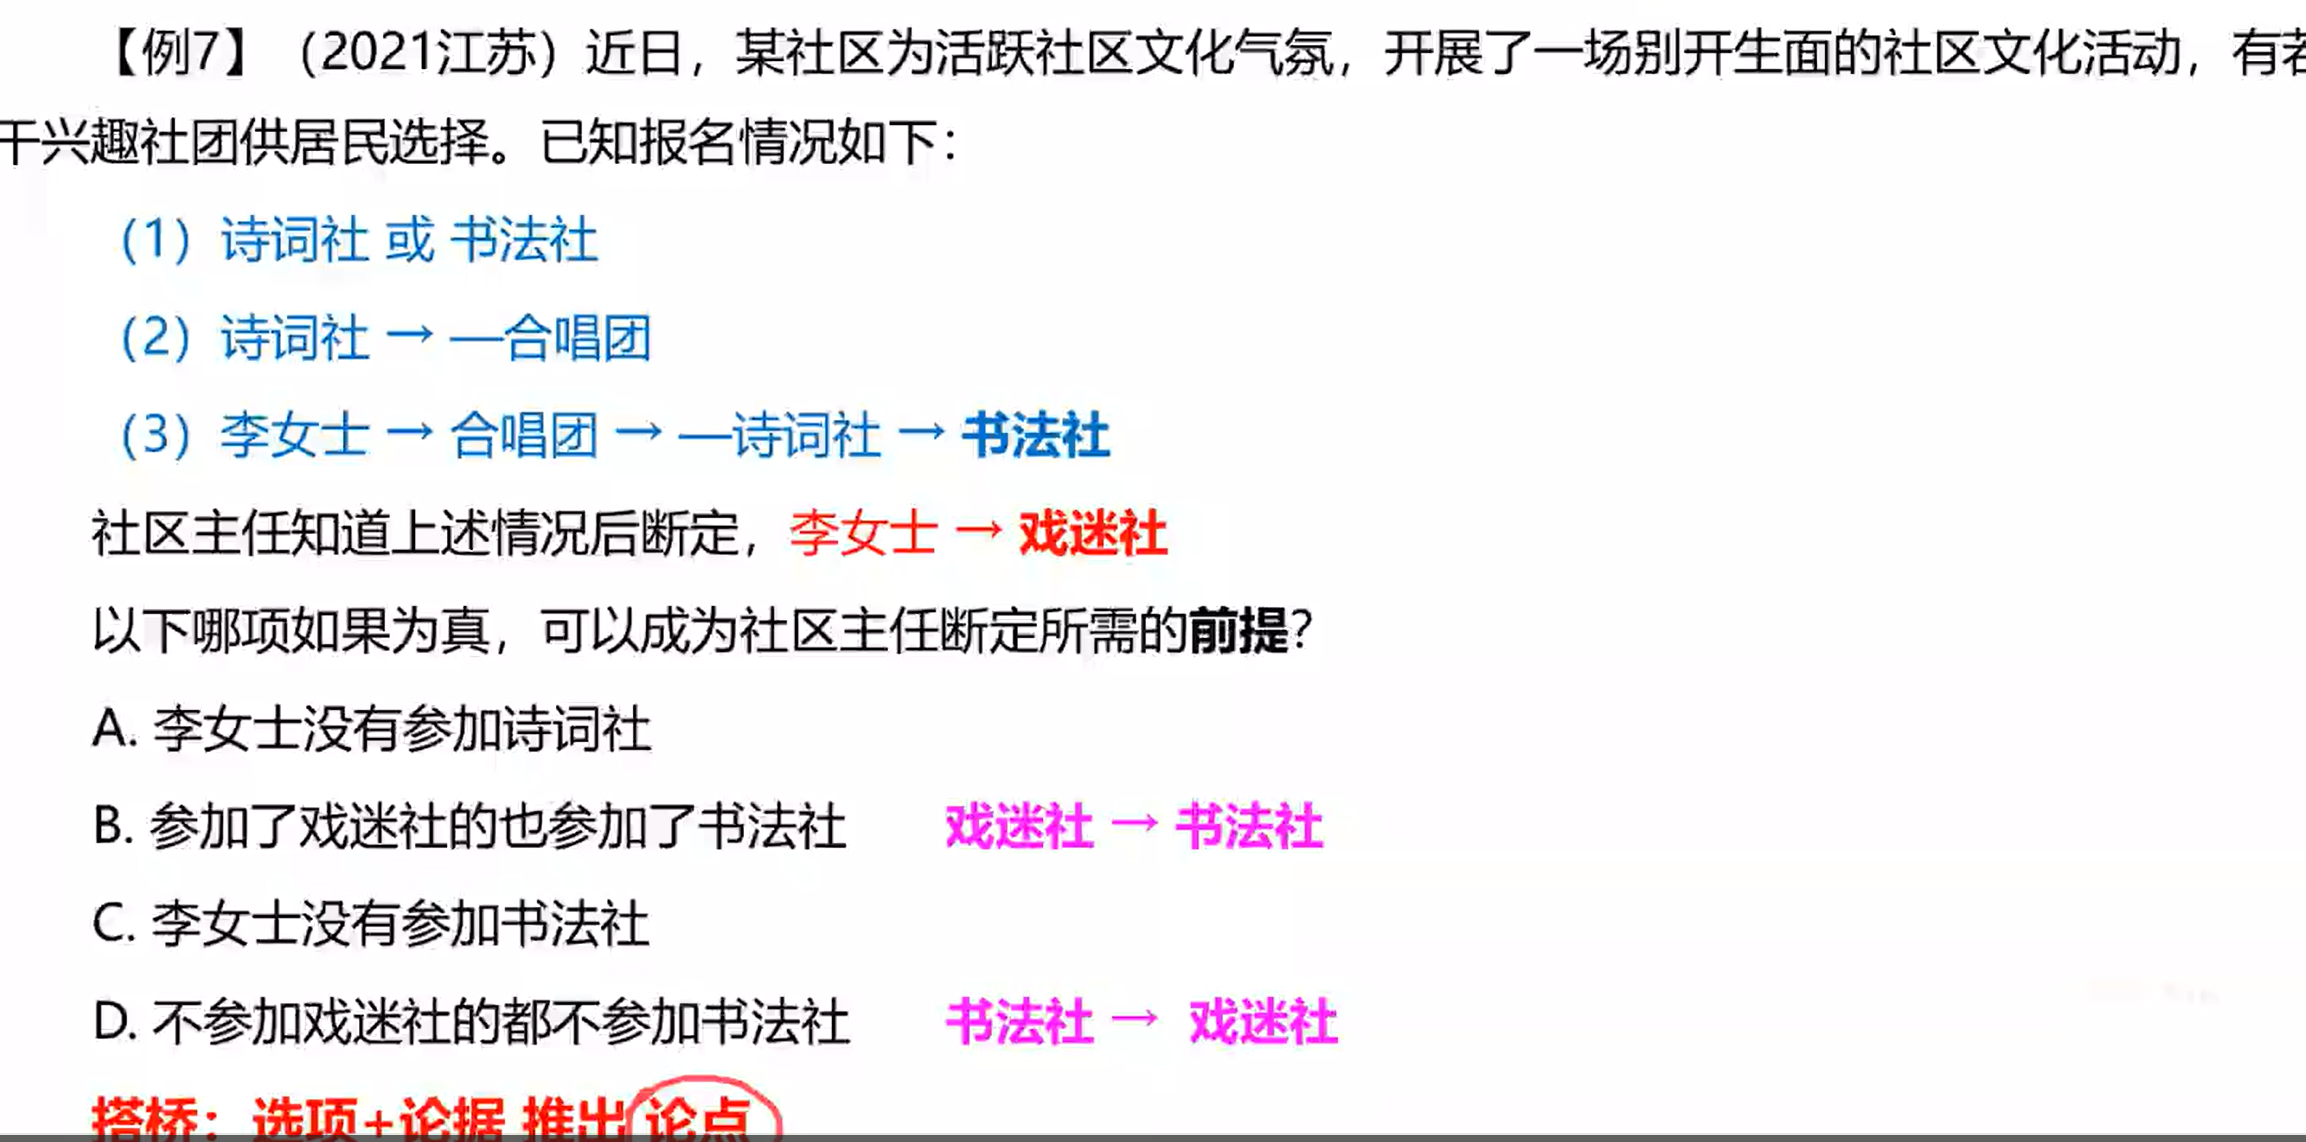 【例7】（2021江苏）近日，某社区为活跃社区文化气氛，开展了一场别开生面的社区文化活动，有若
干兴趣社团供居民选择。已知报名情况如下：
（1）诗词社 或 书法社
（2）诗词社 → —合唱团
（3）李女士 → 合唱团 → —诗词社 → 书法社
社区主任知道上述情况后断定，李女士 → 戏迷社
以下哪项如果为真，可以成为社区主任断定所需的前提？
A. 李女士没有参加诗词社
B. 参加了戏迷社的也参加了书法社 戏迷社 → 书法社
C. 李女士没有参加书法社
D. 不参加戏迷社的都不参加书法社 书法社 → 戏迷社
搭桥：选项+论据 推出 论点